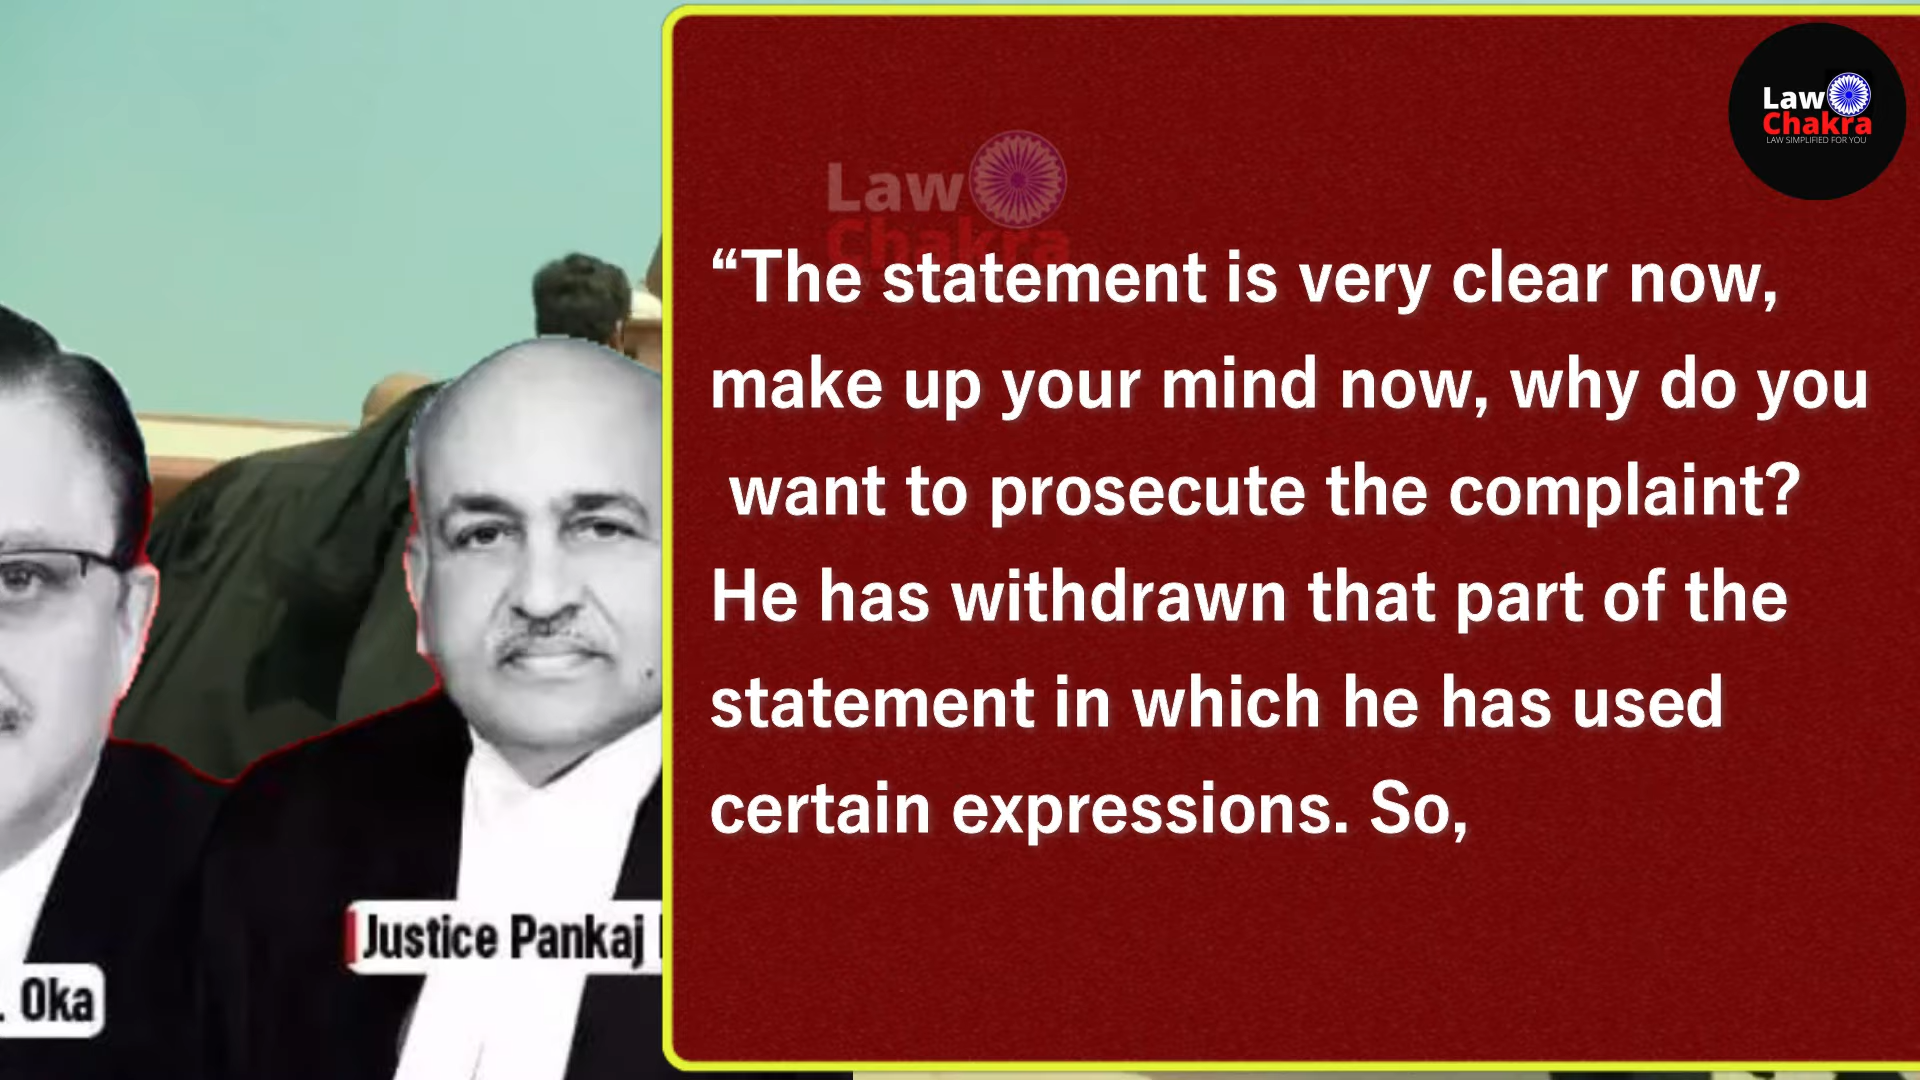 Law
Chakra
LAW SIMPLIFIED FOR YOU
Law
Chakra
“The statement is very clear now,
make up your mind now, why do you
want to prosecute the complaint?
He has withdrawn that part of the
statement in which he has used
certain expressions. So,
Justice Pankaj
. Oka